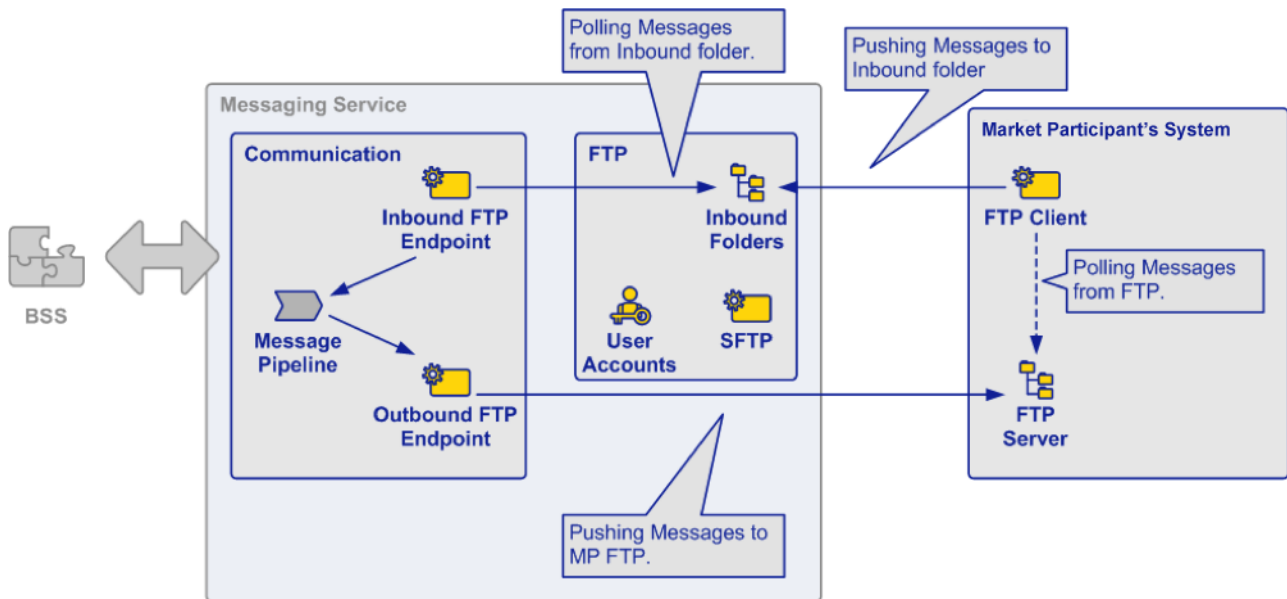 Polling Messages
from Inbound folder.
Pushing Messages to
Inbound folder
Messaging Service
Market Participant's System
Communication
FTP
Inbound FTP
Endpoint
Inbound
Folders
FTP Client
Polling Messages
from FTP.
BSS
Message
Pipeline
User
Accounts
SFTP
Outbound FTP
Endpoint
FTP
Server
Pushing Messages to
MP FTP.